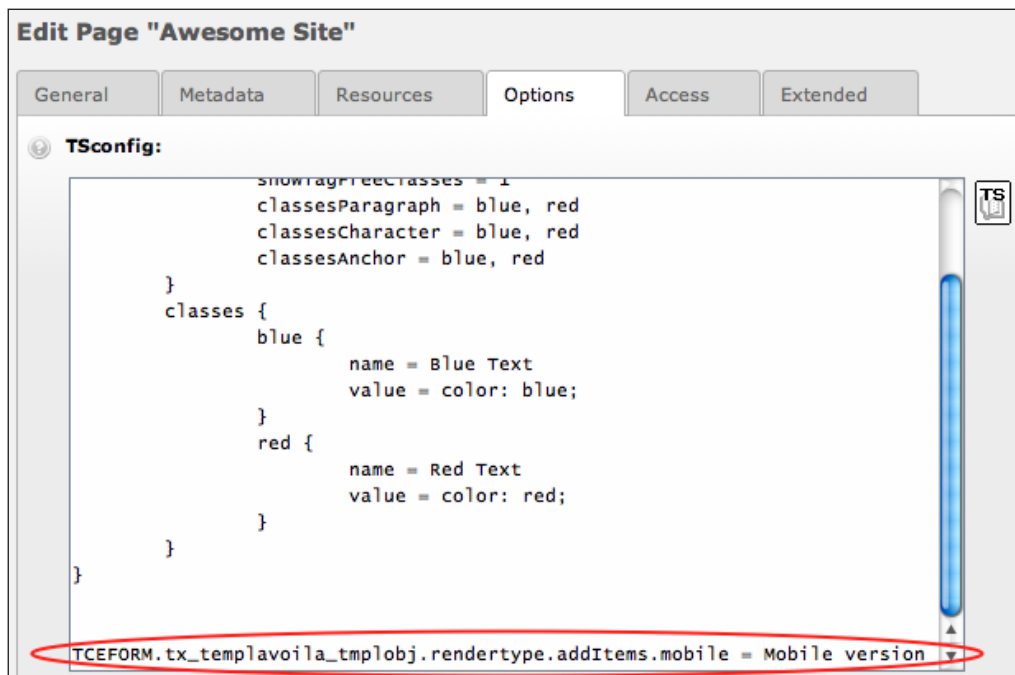 Edit Page "Awesome Site"
General Metadata Resources Options Access Extended
TSconfig:
showTagFreeClasses = 1
classesParagraph = blue, red
classesCharacter = blue, red
classesAnchor = blue, red
}
classes {
blue {
name = Blue Text
value = color: blue;
}
red {
name = Red Text
value = color: red;
}
}
}
TCEFORM.tx_templavoila_tmplobj.rendertype.addItems.mobile = Mobile version
TS